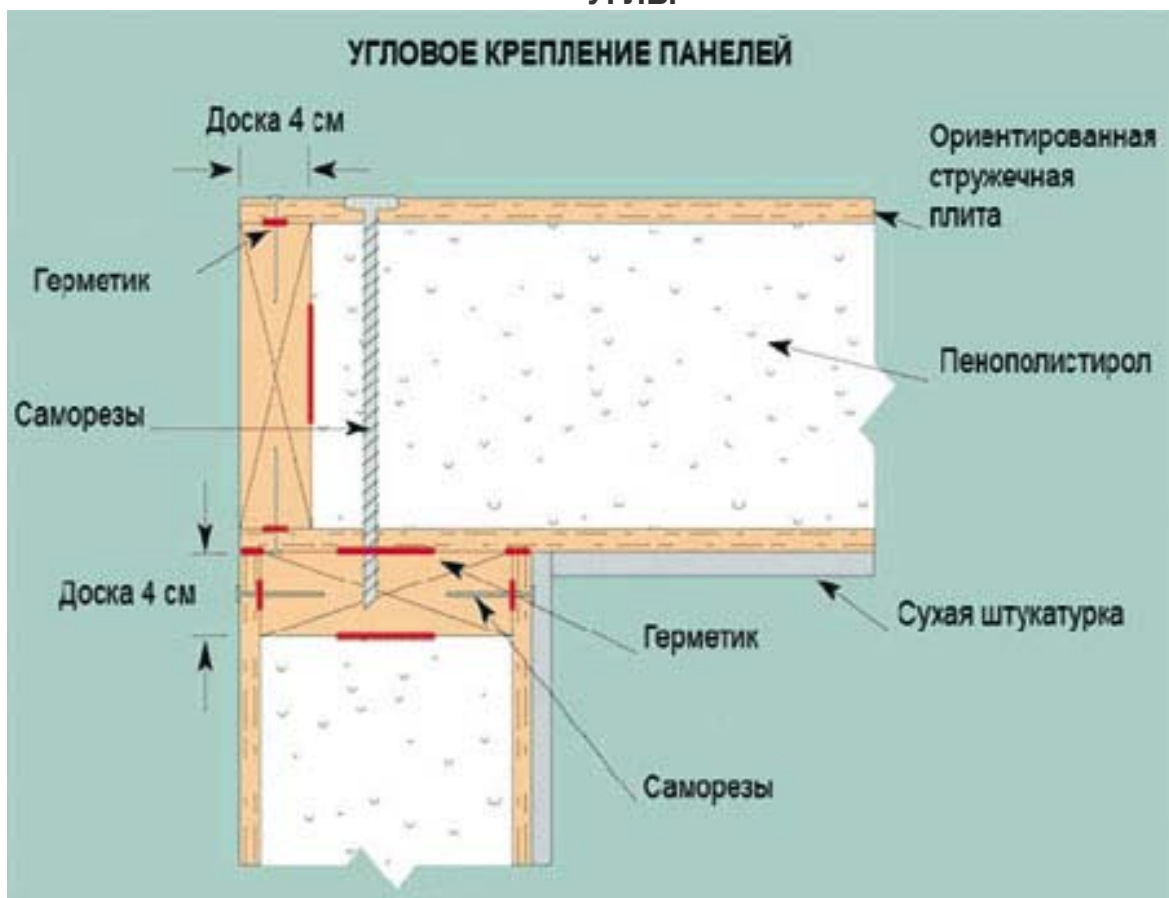 УГЛОВОЕ КРЕПЛЕНИЕ ПАНЕЛЕЙ
Доска 4 см
Ориентированная
стружечная
плита
Герметик
Пенополистирол
Саморезы
Доска 4 см
Сухая штукатурка
Герметик
Саморезы